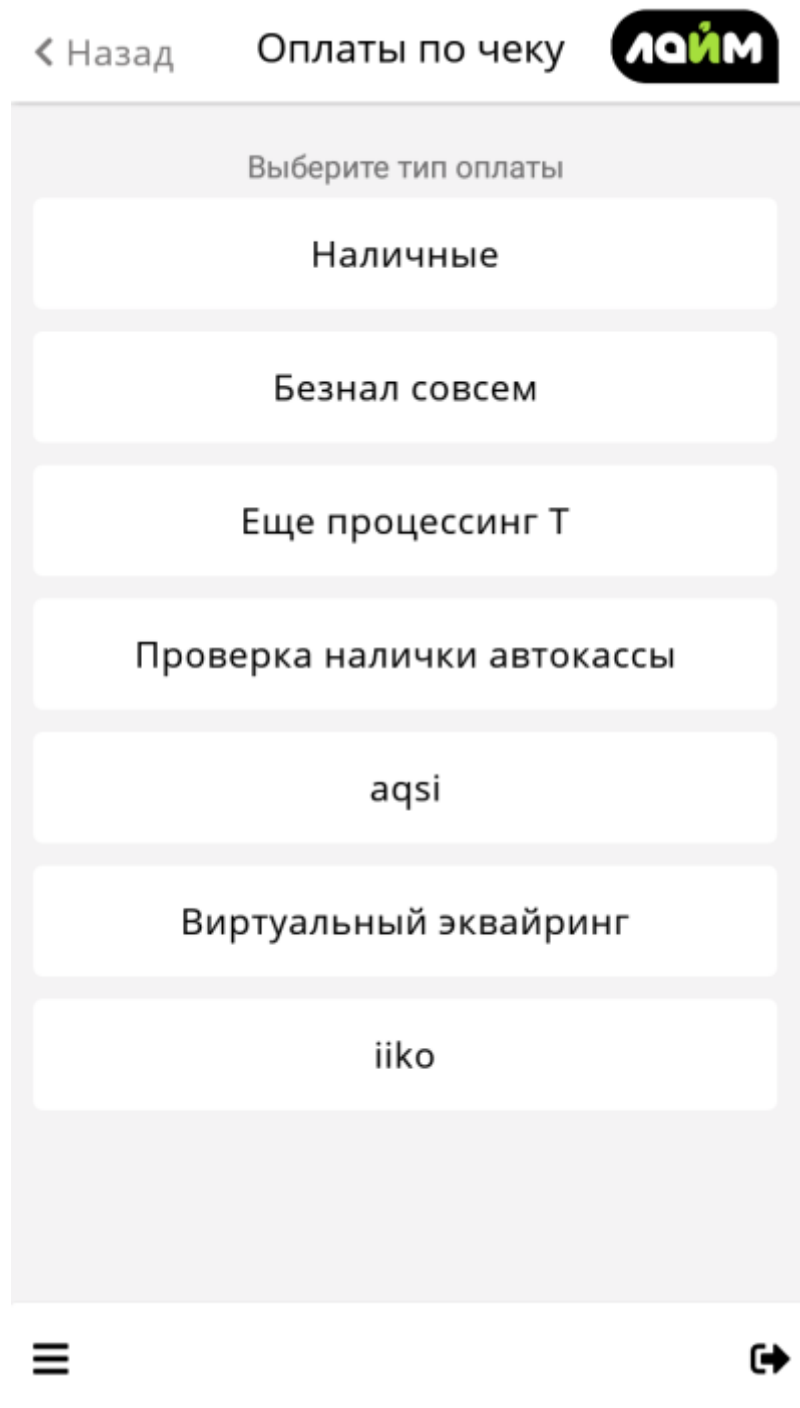 Назад
Оплаты по чеку
лайм
Выберите тип оплаты
Наличные
Безнал совсем
Еще процессинг Т
Проверка налички автокассы
aqsi
Виртуальный эквайринг
iiko